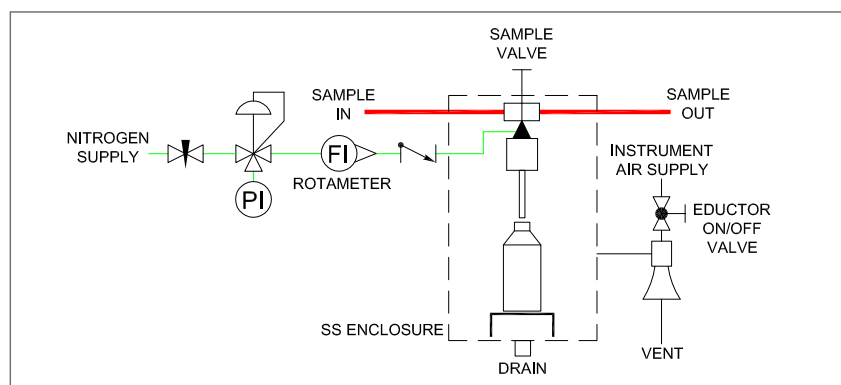 SAMPLE
VALVE
SAMPLE
IN
SAMPLE
OUT
NITROGEN
SUPPLY
FI
ROTAMETER
PI
INSTRUMENT
AIR SUPPLY
EDUCTOR
ON/OFF
VALVE
SS ENCLOSURE
DRAIN
VENT